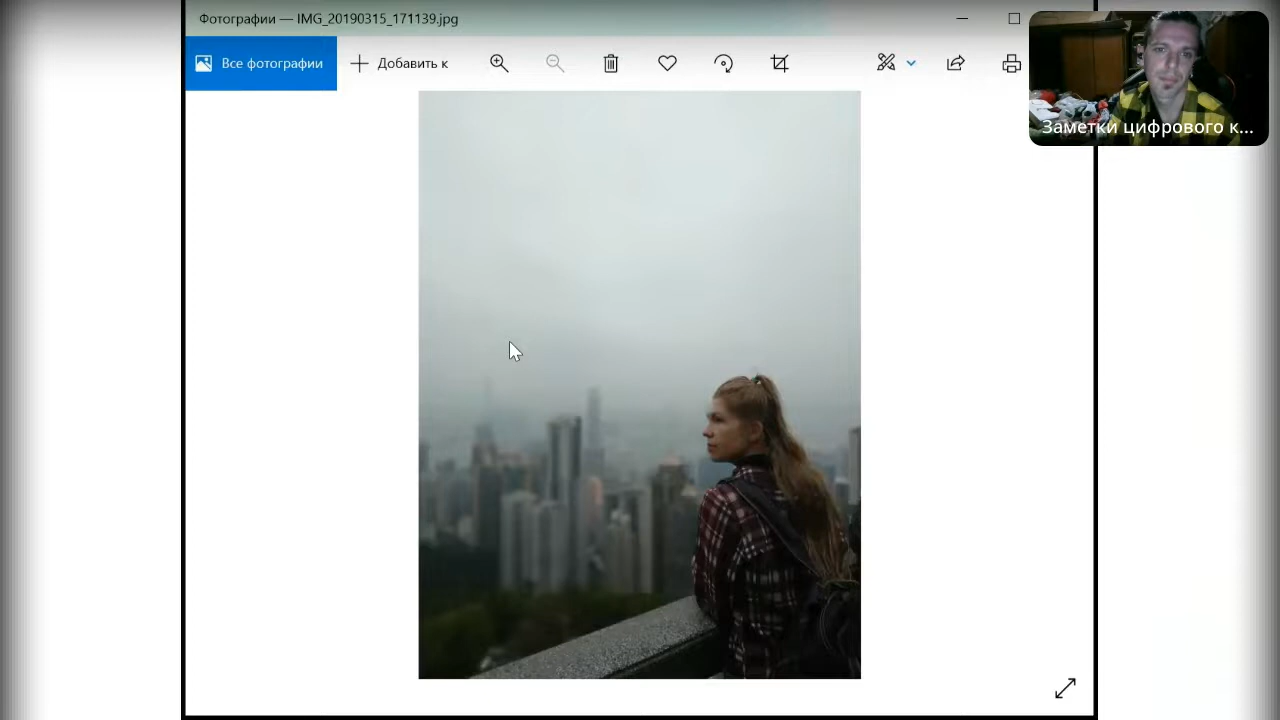 Фотографии — IMG_20190315_171139.jpg
Все фотографии
Добавить к
Заметки цифрового к...